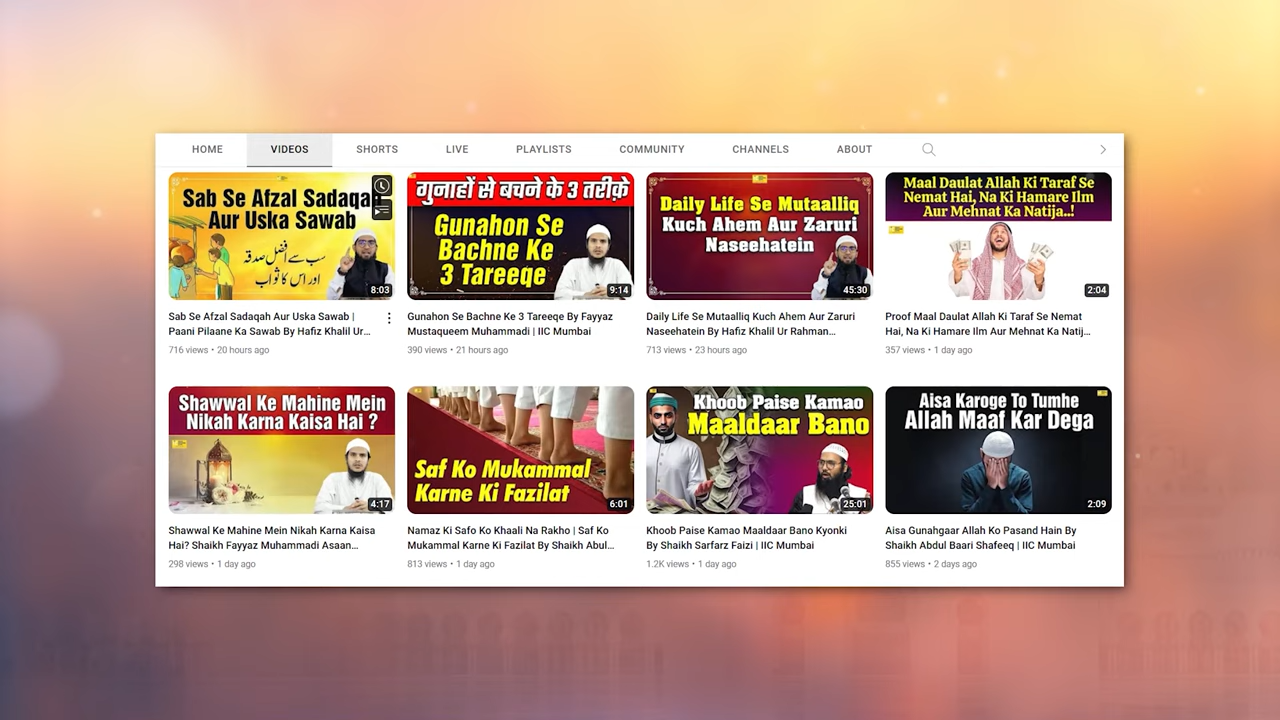 HOME VIDEOS SHORTS LIVE PLAYLISTS COMMUNITY CHANNELS ABOUT
Sab Se Afzal Sadaqah
Aur Uska Sawab
سب سے افضل صدقہ
اور اس کا ثواب
8:03
Sab Se Afzal Sadaqah Aur Uska Sawab |
Paani Pilaane Ka Sawab By Hafiz Khalil Ur...
716 views • 20 hours ago
गुनाहों से बचने के 3 तरीक़े
Gunahon Se
Bachne Ke
3 Tareeqe
9:14
Gunahon Se Bachne Ke 3 Tareeqe By Fayyaz
Mustaqueem Muhammadi | IIC Mumbai
390 views • 21 hours ago
Daily Life Se Mutaalliq
Kuch Ahem Aur Zaruri
Naseehatein
45:30
Daily Life Se Mutaalliq Kuch Ahem Aur Zaruri
Naseehatein By Hafiz Khalil Ur Rahman...
713 views • 23 hours ago
Maal Daulat Allah Ki Taraf Se
Nemat Hai, Na Ki Hamare Ilm
Aur Mehnat Ka Natija..!
2:04
Proof Maal Daulat Allah Ki Taraf Se Nemat
Hai, Na Ki Hamare Ilm Aur Mehnat Ka Natij...
357 views • 1 day ago
Shawwal Ke Mahine Mein
Nikah Karna Kaisa Hai ?
4:17
Shawwal Ke Mahine Mein Nikah Karna Kaisa
Hai? Shaikh Fayyaz Muhammadi Asaan...
298 views • 1 day ago
Saf Ko Mukammal
Karne Ki Fazilat
6:01
Namaz Ki Safo Ko Khaali Na Rakho | Saf Ko
Mukammal Karne Ki Fazilat By Shaikh Abul...
813 views • 1 day ago
Khoob Paise Kamao
Maaldaar Bano
25:01
Khoob Paise Kamao Maaldaar Bano Kyonki
By Shaikh Sarfarz Faizi | IIC Mumbai
1.2K views • 1 day ago
Aisa Karoge To Tumhe
Allah Maaf Kar Dega
2:09
Aisa Gunahgaar Allah Ko Pasand Hain By
Shaikh Abdul Baari Shafeeq | IIC Mumbai
855 views • 2 days ago